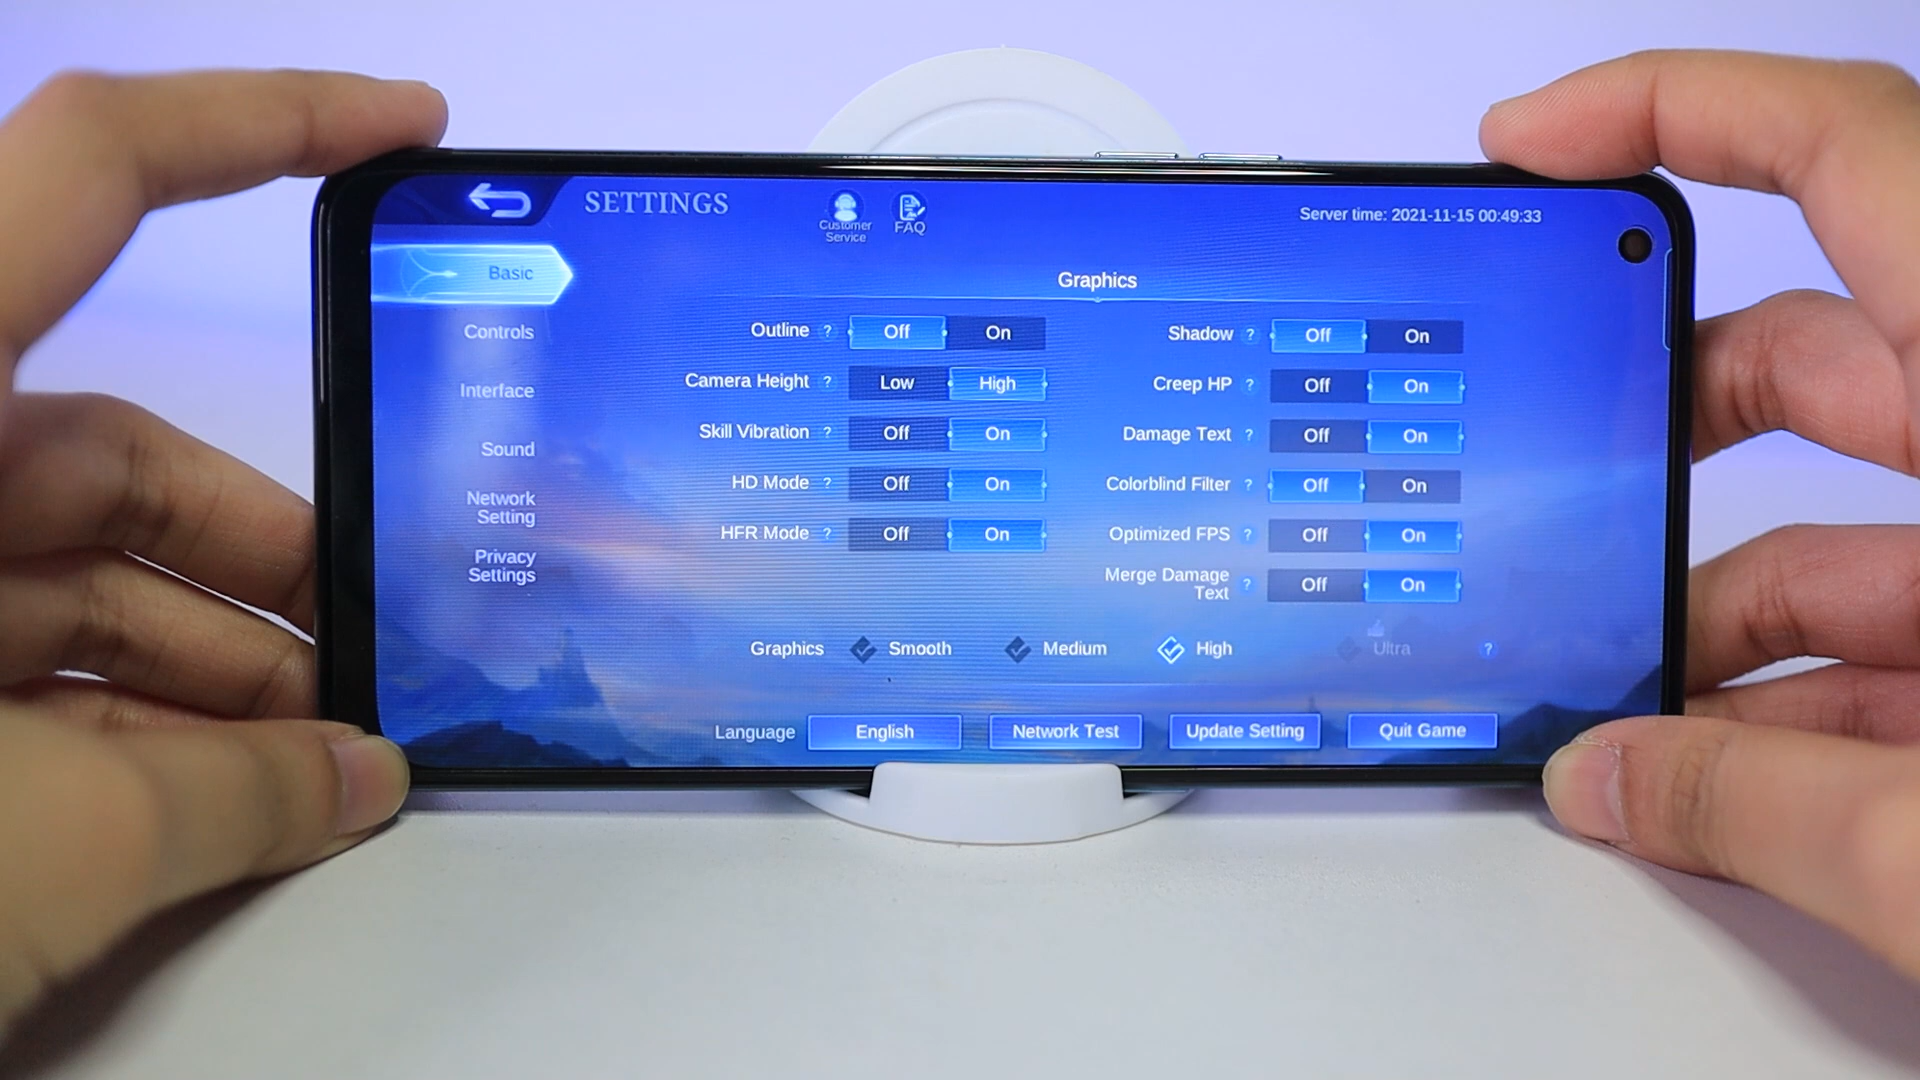 SETTINGS
Customer
Service
FAQ
Server time: 2021-11-15 00:49:33
Basic
Controls
Interface
Sound
Network
Setting
Privacy
Settings
Graphics
Outline ? Off On
Camera Height ? Low High
Skill Vibration ? Off On
HD Mode ? Off On
HFR Mode ? Off On
Shadow ? Off On
Creep HP ? Off On
Damage Text ? Off On
Colorblind Filter ? Off On
Optimized FPS ? Off On
Merge Damage
Text ? Off On
Graphics Smooth Medium High Ultra ?
Language English Network Test Update Setting Quit Game